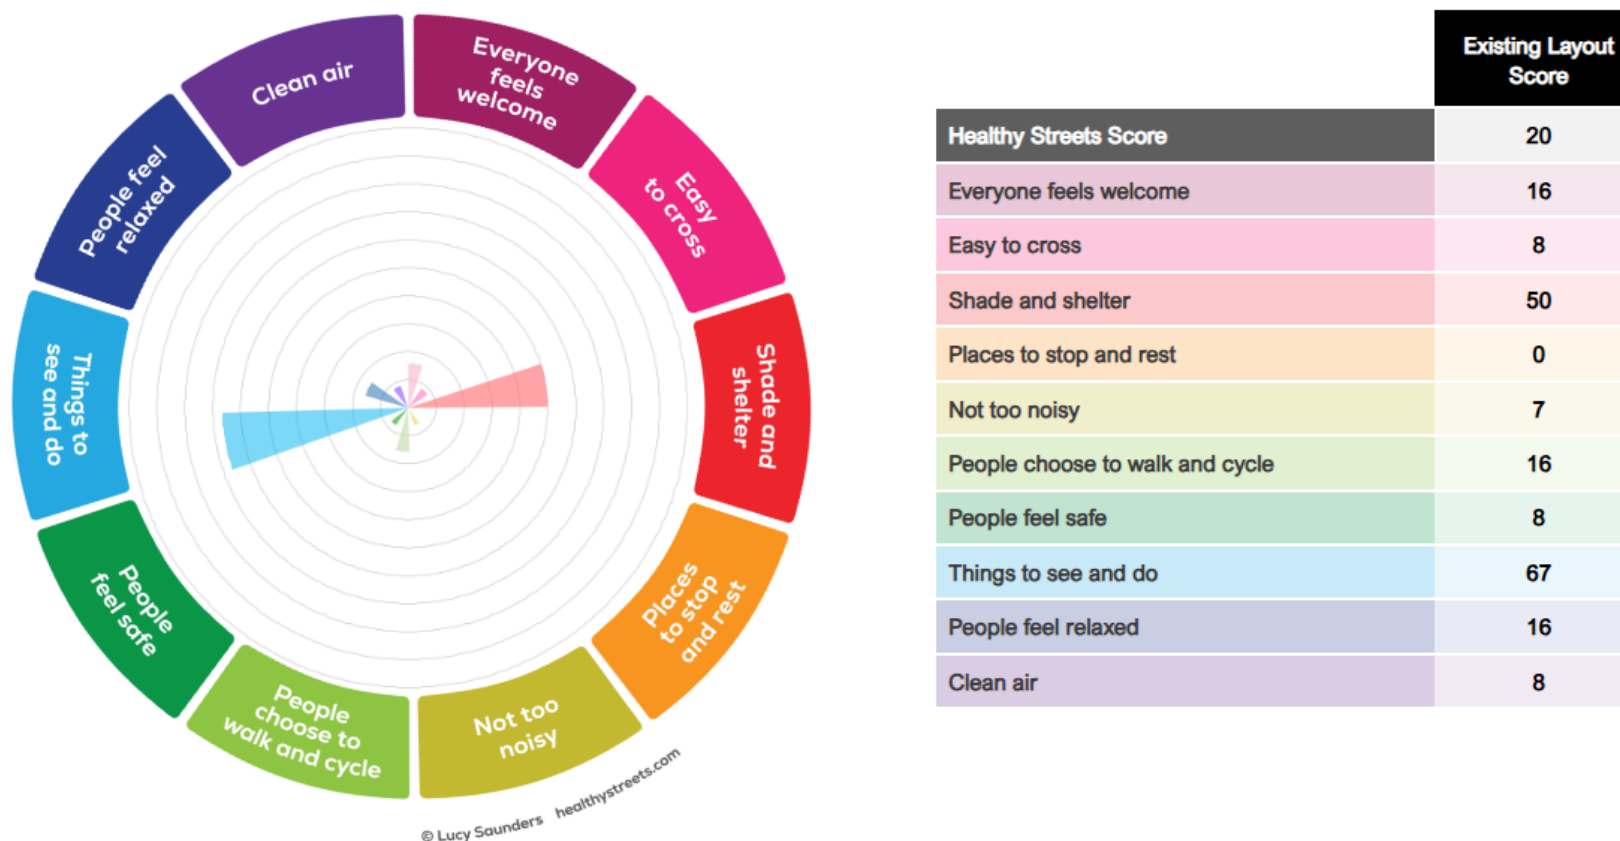 Clean air
Everyone
feels
welcome
Easy
to cross
Shade and
shelter
Places
to stop
and rest
Not too
noisy
People
choose to
walk and cycle
People
feel safe
Things to
see and do
People feel
relaxed
© Lucy Saunders healthystreets.com
Existing Layout
Score
Healthy Streets Score 20
Everyone feels welcome 16
Easy to cross 8
Shade and shelter 50
Places to stop and rest 0
Not too noisy 7
People choose to walk and cycle 16
People feel safe 8
Things to see and do 67
People feel relaxed 16
Clean air 8